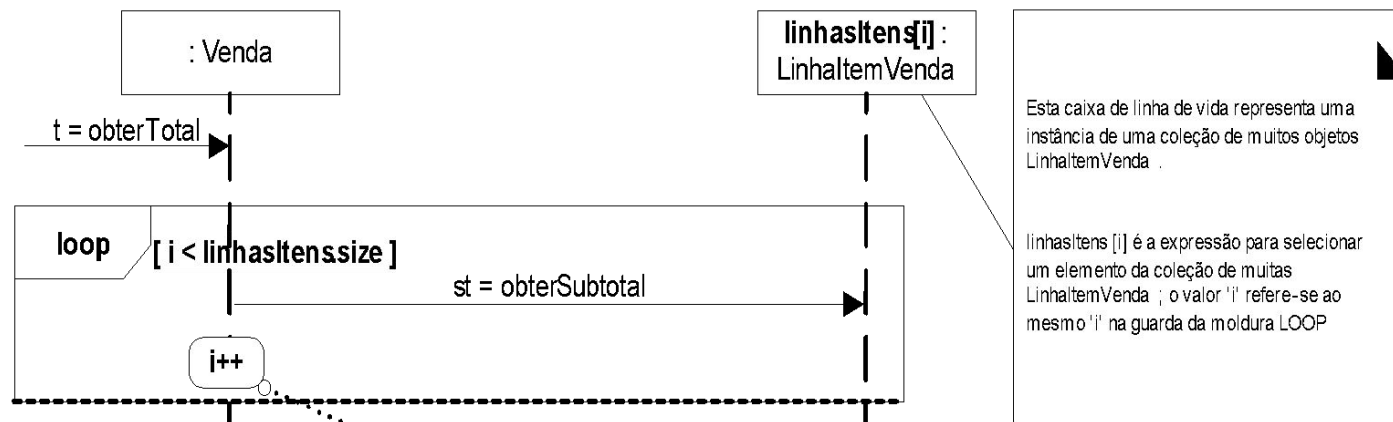 : Venda
linhasItens[i] :
LinhaItemVenda
t = obterTotal
loop
[ i < linhasItens.size ]
st = obterSubtotal
i++
Esta caixa de linha de vida representa uma
instância de uma coleção de muitos objetos
LinhaItemVenda .
linhasItens [i] é a expressão para selecionar
um elemento da coleção de muitas
LinhaItemVenda ; o valor 'i' refere-se ao
mesmo 'i' na guarda da moldura LOOP